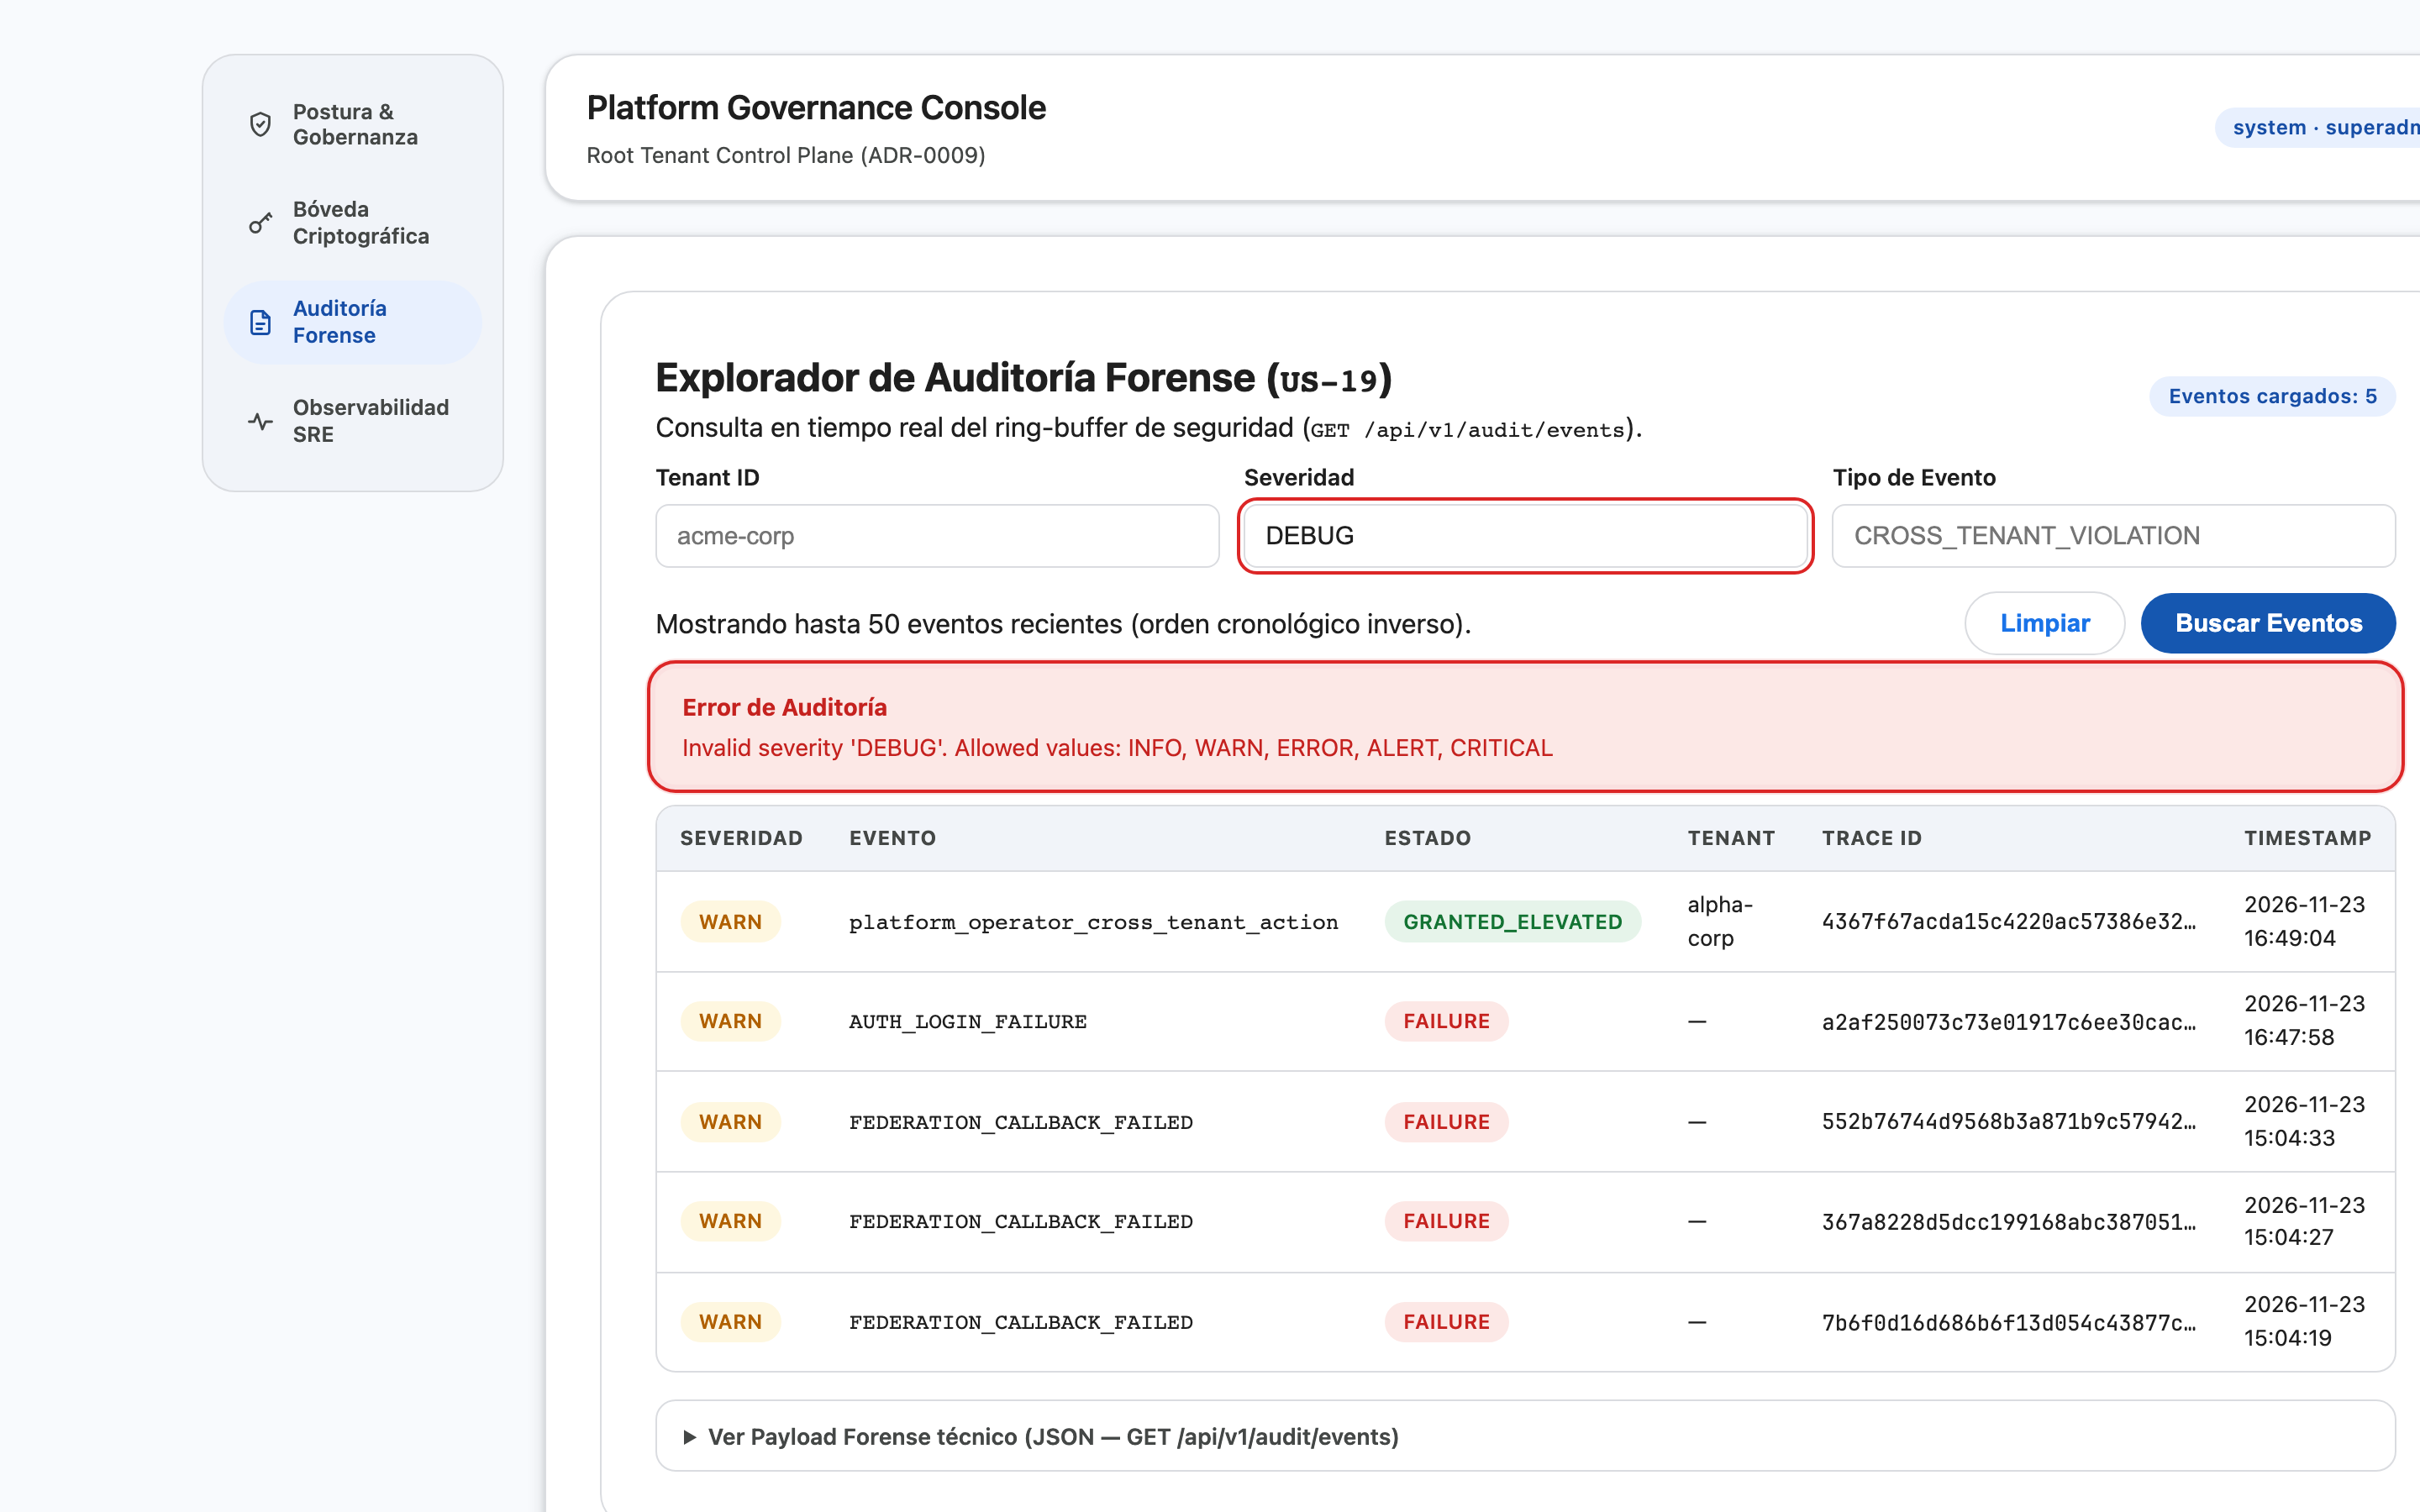 Postura &
Gobernanza
Bóveda
Criptográfica
Auditoría
Forense
Observabilidad
SRE
Platform Governance Console
Root Tenant Control Plane (ADR-0009)
system · superadm
Explorador de Auditoría Forense (US-19)
Eventos cargados: 5
Consulta en tiempo real del ring-buffer de seguridad (GET /api/v1/audit/events).
Tenant ID
Severidad
Tipo de Evento
acme-corp
DEBUG
CROSS_TENANT_VIOLATION
Mostrando hasta 50 eventos recientes (orden cronológico inverso).
Limpiar
Buscar Eventos
Error de Auditoría
Invalid severity 'DEBUG'. Allowed values: INFO, WARN, ERROR, ALERT, CRITICAL
SEVERIDAD EVENTO ESTADO TENANT TRACE ID TIMESTAMP
WARN platform_operator_cross_tenant_action GRANTED_ELEVATED alpha-corp 4367f67acda15c4220ac57386e32… 2026-11-23 16:49:04
WARN AUTH_LOGIN_FAILURE FAILURE — a2af250073c73e01917c6ee30cac… 2026-11-23 16:47:58
WARN FEDERATION_CALLBACK_FAILED FAILURE — 552b76744d9568b3a871b9c57942… 2026-11-23 15:04:33
WARN FEDERATION_CALLBACK_FAILED FAILURE — 367a8228d5dcc199168abc387051… 2026-11-23 15:04:27
WARN FEDERATION_CALLBACK_FAILED FAILURE — 7b6f0d16d686b6f13d054c43877c… 2026-11-23 15:04:19
▶ Ver Payload Forense técnico (JSON — GET /api/v1/audit/events)